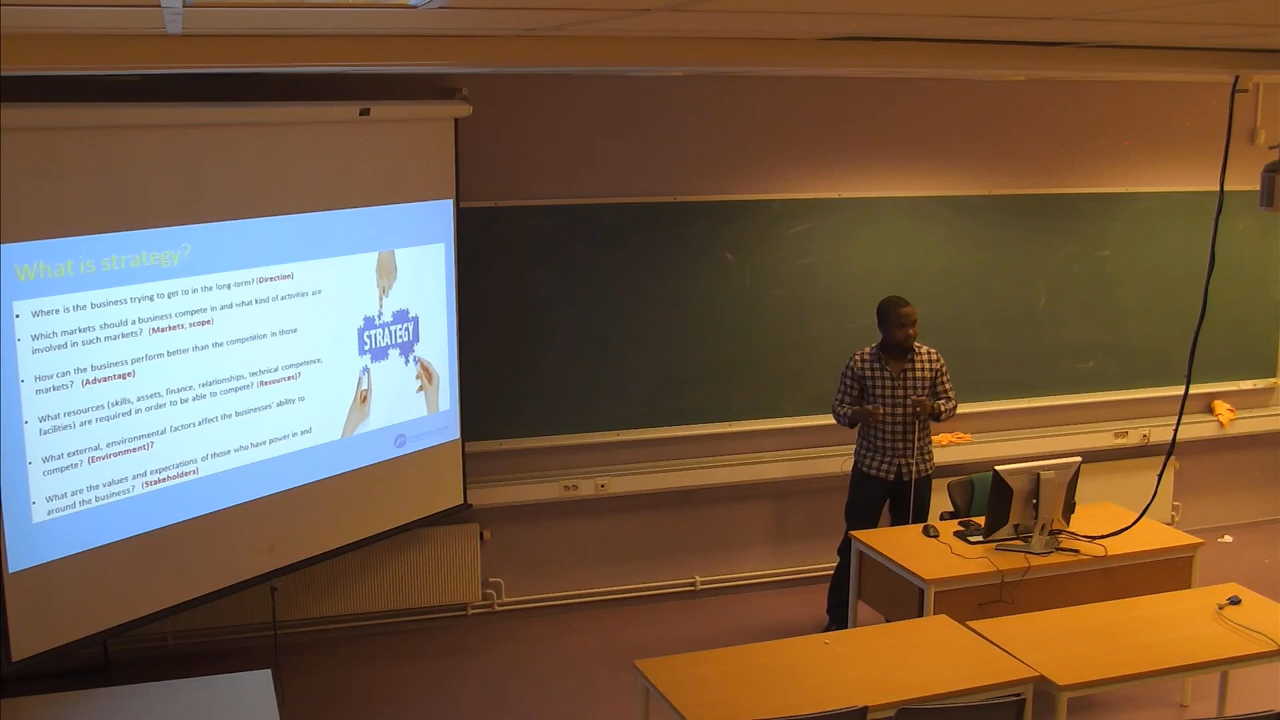 What is strategy?
Where is the business trying to get to in the long-term? (Direction)
Which markets should a business compete in and what kind of activities are
involved in such markets? (Markets, scope)
How can the business perform better than the competition in those
markets? (Advantage)
What resources (skills, assets, finance, relationships, technical competence,
facilities) are required in order to be able to compete? (Resources)?
What external, environmental factors affect the businesses' ability to
compete? (Environment)?
What are the values and expectations of those who have power in and
around the business? (Stakeholders)
STRATEGY